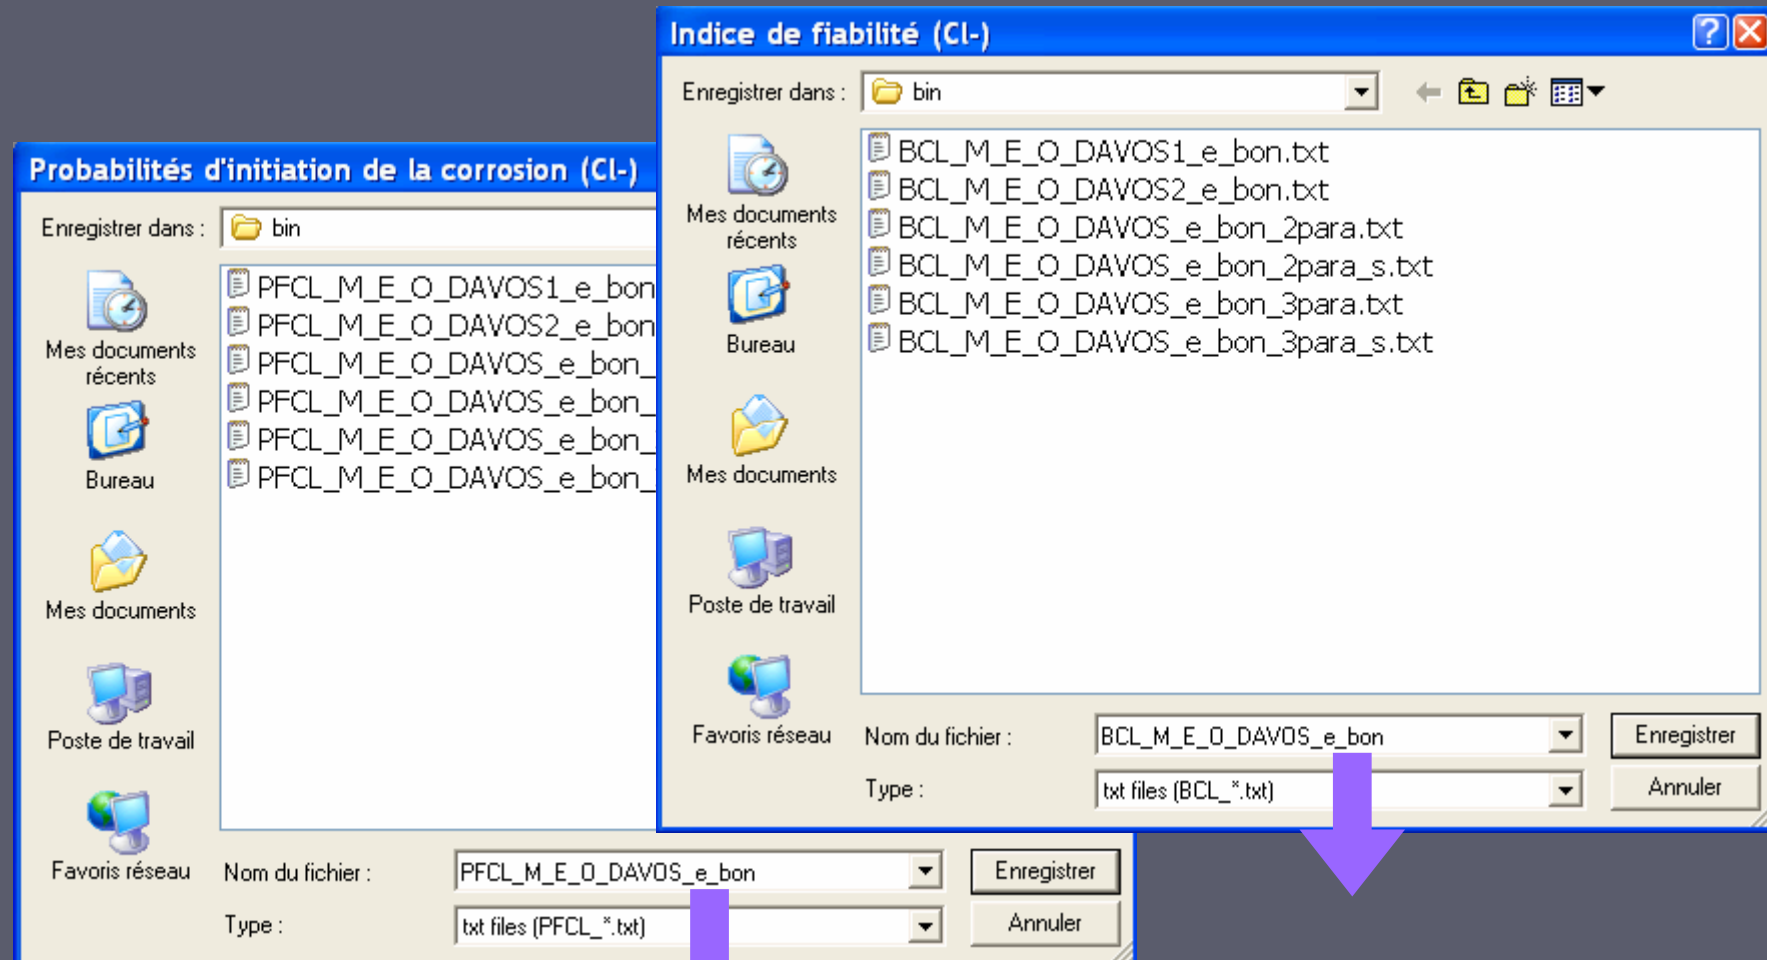 Indice de fiabilité (Cl-)
Enregistrer dans :
bin
Mes documents
récents
Bureau
Mes documents
Poste de travail
Favoris réseau
BCL_M_E_O_DAVOS1_e_bon.txt
BCL_M_E_O_DAVOS2_e_bon.txt
BCL_M_E_O_DAVOS_e_bon_2para.txt
BCL_M_E_O_DAVOS_e_bon_2para_s.txt
BCL_M_E_O_DAVOS_e_bon_3para.txt
BCL_M_E_O_DAVOS_e_bon_3para_s.txt
Nom du fichier :
BCL_M_E_O_DAVOS_e_bon
Enregistrer
Type :
txt files (BCL_*.txt)
Annuler
Probabilités d'initiation de la corrosion (Cl-)
Enregistrer dans :
bin
Mes documents
récents
Bureau
Mes documents
Poste de travail
Favoris réseau
PFCL_M_E_O_DAVOS1_e_bon
PFCL_M_E_O_DAVOS2_e_bon
PFCL_M_E_O_DAVOS_e_bon_
PFCL_M_E_O_DAVOS_e_bon_
PFCL_M_E_O_DAVOS_e_bon_
PFCL_M_E_O_DAVOS_e_bon_
Nom du fichier :
PFCL_M_E_O_DAVOS_e_bon
Enregistrer
Type :
txt files (PFCL_*.txt)
Annuler